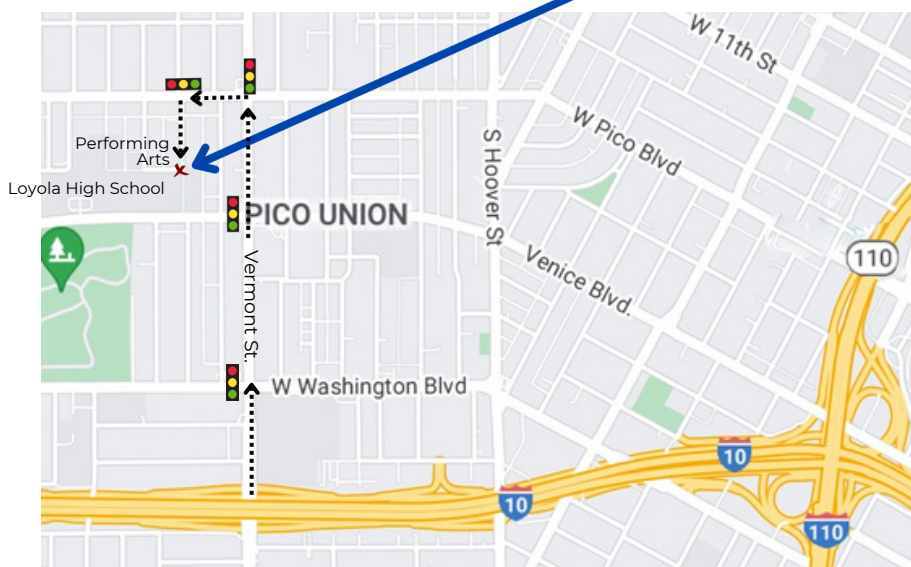 W 11th St
W Pico Blvd
S Hoover St
Performing
Arts
Loyola High School
PICO UNION
Vermont St.
Venice Blvd.
110
W Washington Blvd
10
10
110